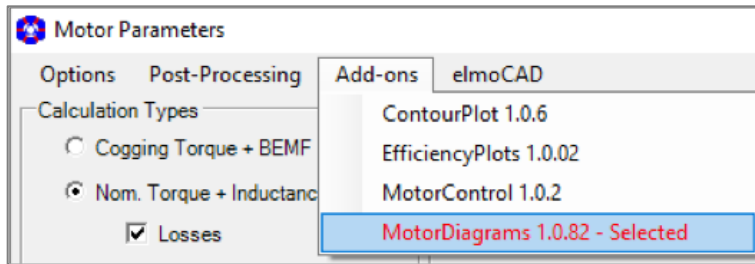 Motor Parameters
Options Post-Processing Add-ons elmoCAD
Calculation Types
ContourPlot 1.0.6
Cogging Torque + BEMF
EfficiencyPlots 1.0.02
Nom. Torque + Inductanc
MotorControl 1.0.2
Losses
MotorDiagrams 1.0.82 - Selected